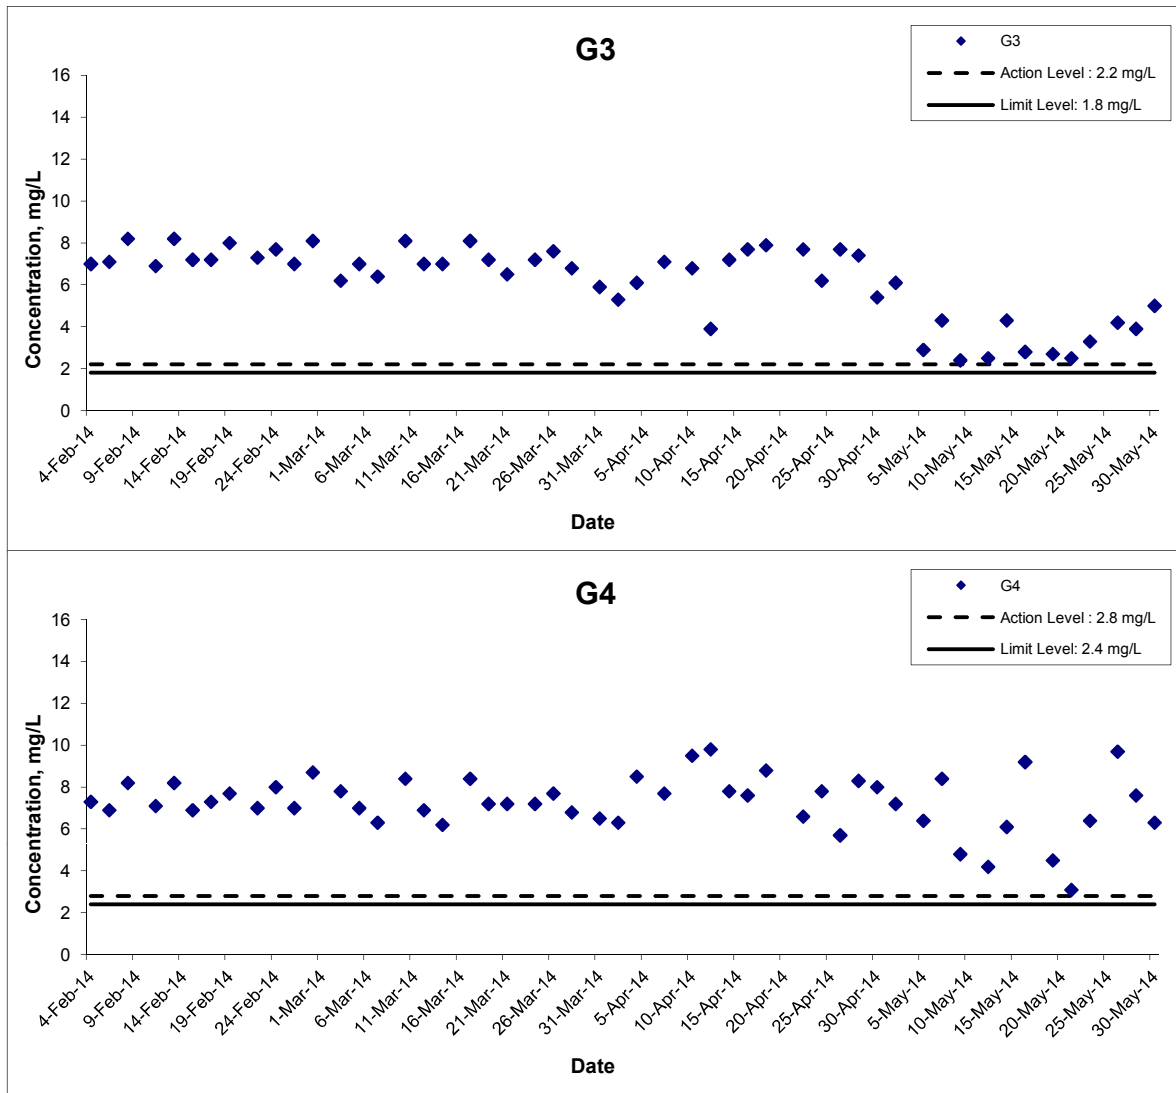 G3
G3
Action Level : 2.2 mg/L
Limit Level: 1.8 mg/L
Concentration, mg/L
16
14
12
10
8
6
4
2
0
4-Feb-14
9-Feb-14
14-Feb-14
19-Feb-14
24-Feb-14
1-Mar-14
6-Mar-14
11-Mar-14
16-Mar-14
21-Mar-14
26-Mar-14
31-Mar-14
5-Apr-14
10-Apr-14
15-Apr-14
20-Apr-14
25-Apr-14
30-Apr-14
5-May-14
10-May-14
15-May-14
20-May-14
25-May-14
30-May-14
Date
G4
G4
Action Level : 2.8 mg/L
Limit Level: 2.4 mg/L
Concentration, mg/L
16
14
12
10
8
6
4
2
0
4-Feb-14
9-Feb-14
14-Feb-14
19-Feb-14
24-Feb-14
1-Mar-14
6-Mar-14
11-Mar-14
16-Mar-14
21-Mar-14
26-Mar-14
31-Mar-14
5-Apr-14
10-Apr-14
15-Apr-14
20-Apr-14
25-Apr-14
30-Apr-14
5-May-14
10-May-14
15-May-14
20-May-14
25-May-14
30-May-14
Date